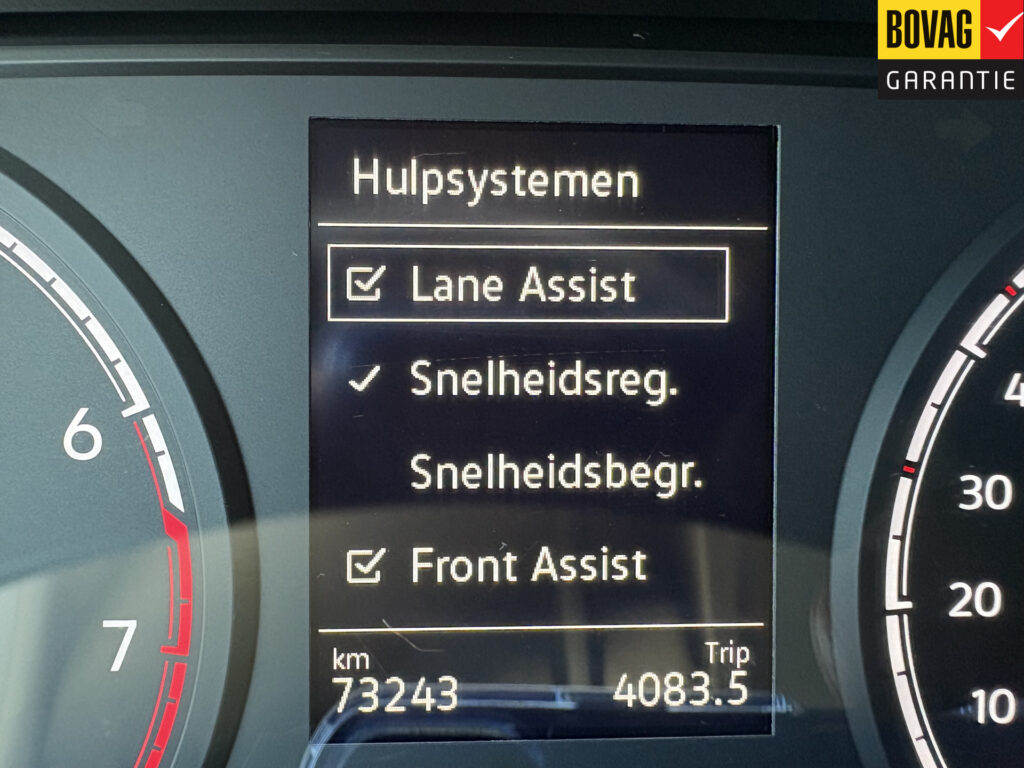 BOVAG
GARANTIE
Hulpsystemen
Lane Assist
Snelheidsreg.
Snelheidsbegr.
Front Assist
km Trip
73243 4083.5
6
7
4
30
20
10